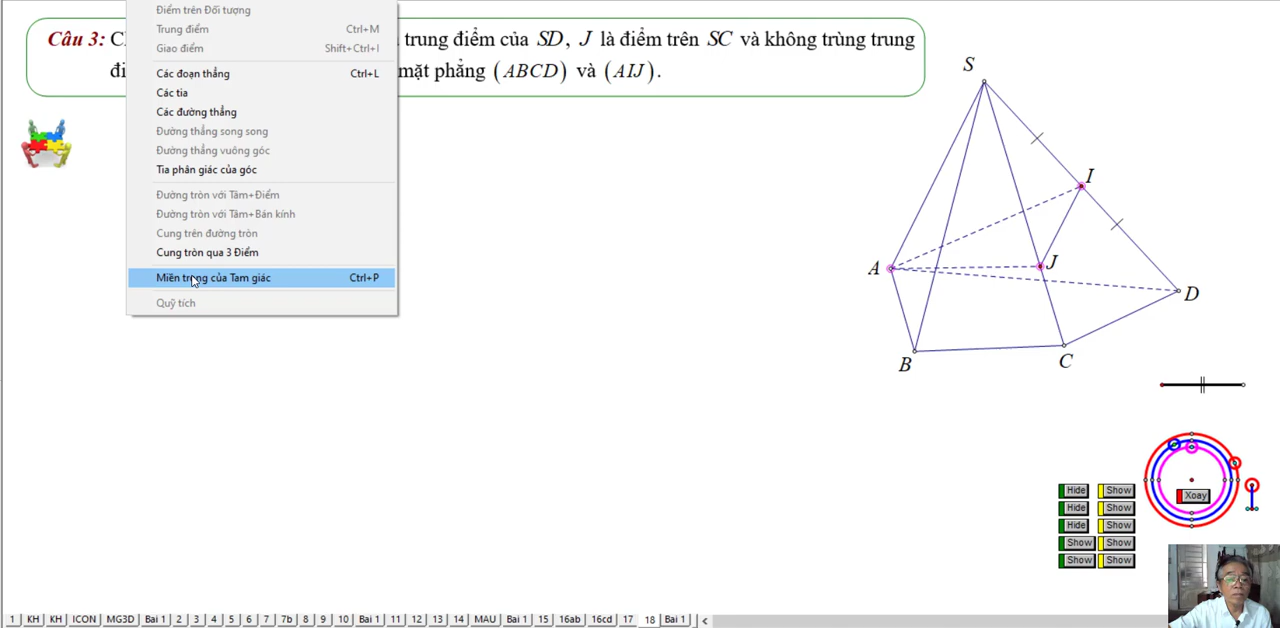 Câu 3: C
trung điểm của SD, J là điểm trên SC và không trùng trung
đi
mặt phẳng (ABCD) và (AIJ).
Điểm trên Đối tượng
Trung điểm Ctrl+M
Giao điểm Shift+Ctrl+I
Các đoạn thẳng Ctrl+L
Các tia
Các đường thẳng
Đường thẳng song song
Đường thẳng vuông góc
Tia phân giác của góc
Đường tròn với Tâm+Điểm
Đường tròn với Tâm+Bán kính
Cung trên đường tròn
Cung tròn qua 3 Điểm
Miền trong của Tam giác Ctrl+P
Quỹ tích
S
I
A
J
D
B
C
Hide Show
Hide Show
Hide Show
Show Show
Show Show
Xoay
1 KH KH ICON MG3D Bai 1 2 3 4 5 6 7 7b 8 9 10 Bai 1 11 12 13 14 MAU Bai 1 15 16ab 16cd 17 18 Bai 1